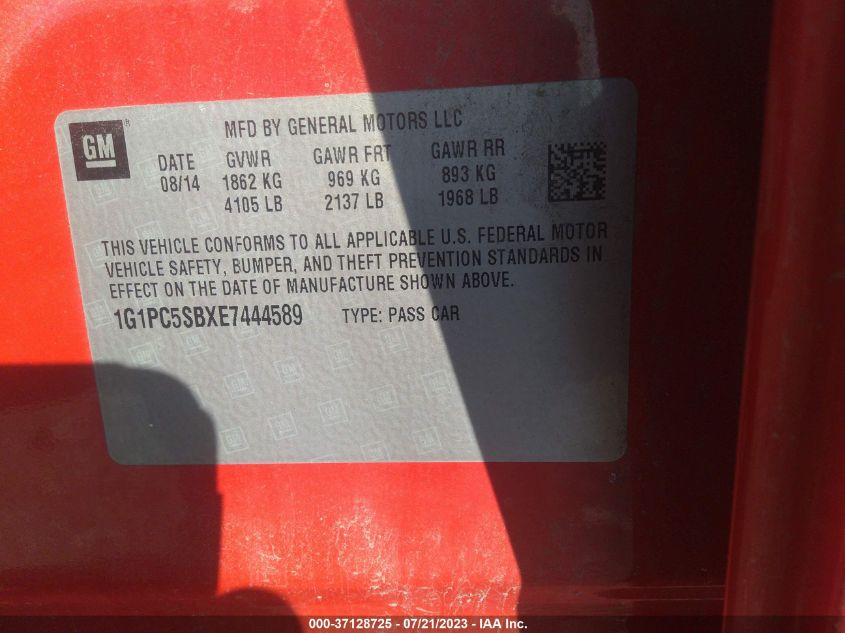 GM®
MFD BY GENERAL MOTORS LLC
DATE GVWR GAWR FRT GAWR RR
08/14 1862 KG 969 KG 893 KG
4105 LB 2137 LB 1968 LB
THIS VEHICLE CONFORMS TO ALL APPLICABLE U.S. FEDERAL MOTOR
VEHICLE SAFETY, BUMPER, AND THEFT PREVENTION STANDARDS IN
EFFECT ON THE DATE OF MANUFACTURE SHOWN ABOVE.
1G1PC5SBXE7444589 TYPE: PASS CAR
000-37128725 - 07/21/2023 - IAA Inc.